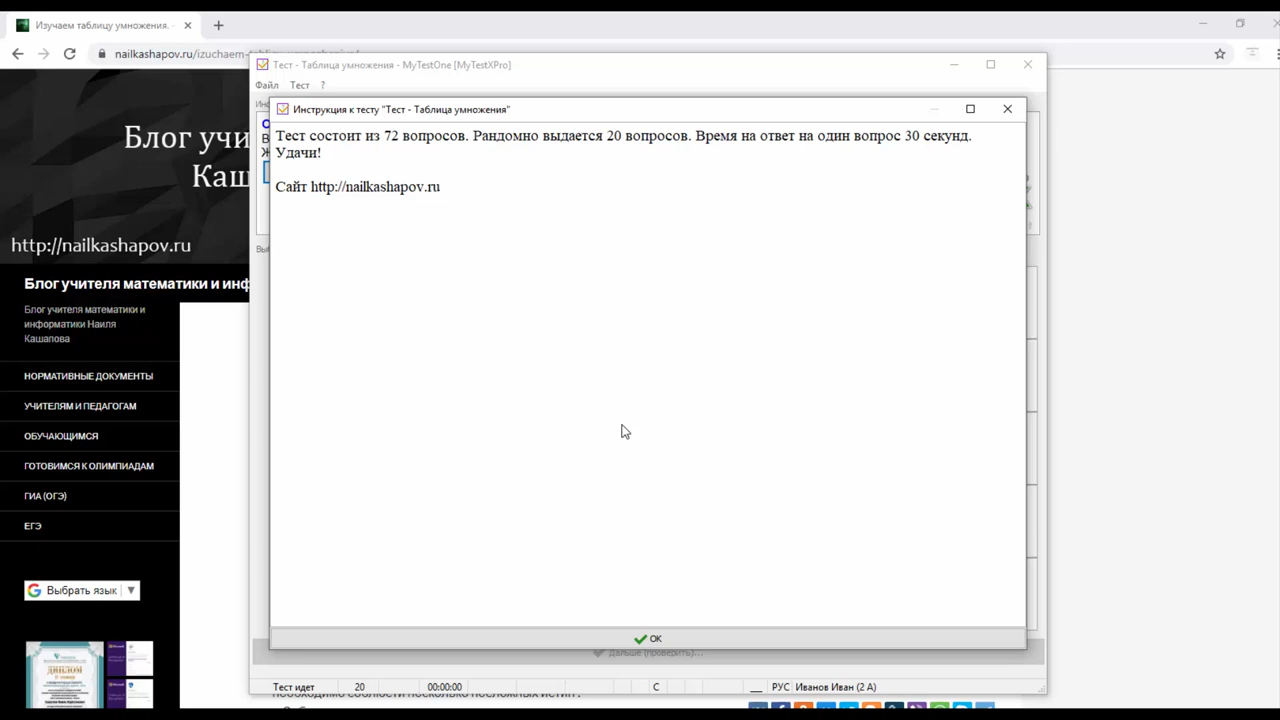 Изучаем таблицу умножения. -
nailkashapov.ru/izuchaem-
Тест - Таблица умножения - MyTestOne [MyTestXPro]
Файл Тест ?
Инструкция к тесту "Тест - Таблица умножения"
Тест состоит из 72 вопросов. Рандомно выдается 20 вопросов. Время на ответ на один вопрос 30 секунд.
Удачи!
Сайт http://nailkashapov.ru
OK
Дальше (проверить)...
Тест идет 20 00:00:00 С РУС Иванов Иван (2 А)
Блог учи
Каш
http://nailkashapov.ru
Блог учителя математики и инф
Блог учителя математики и
информатики Наиля
Кашапова
НОРМАТИВНЫЕ ДОКУМЕНТЫ
УЧИТЕЛЯМ И ПЕДАГОГАМ
ОБУЧАЮЩИМСЯ
ГОТОВИМСЯ К ОЛИМПИАДАМ
ГИА (ОГЭ)
ЕГЭ
Выбрать язык
ДИПЛОМ